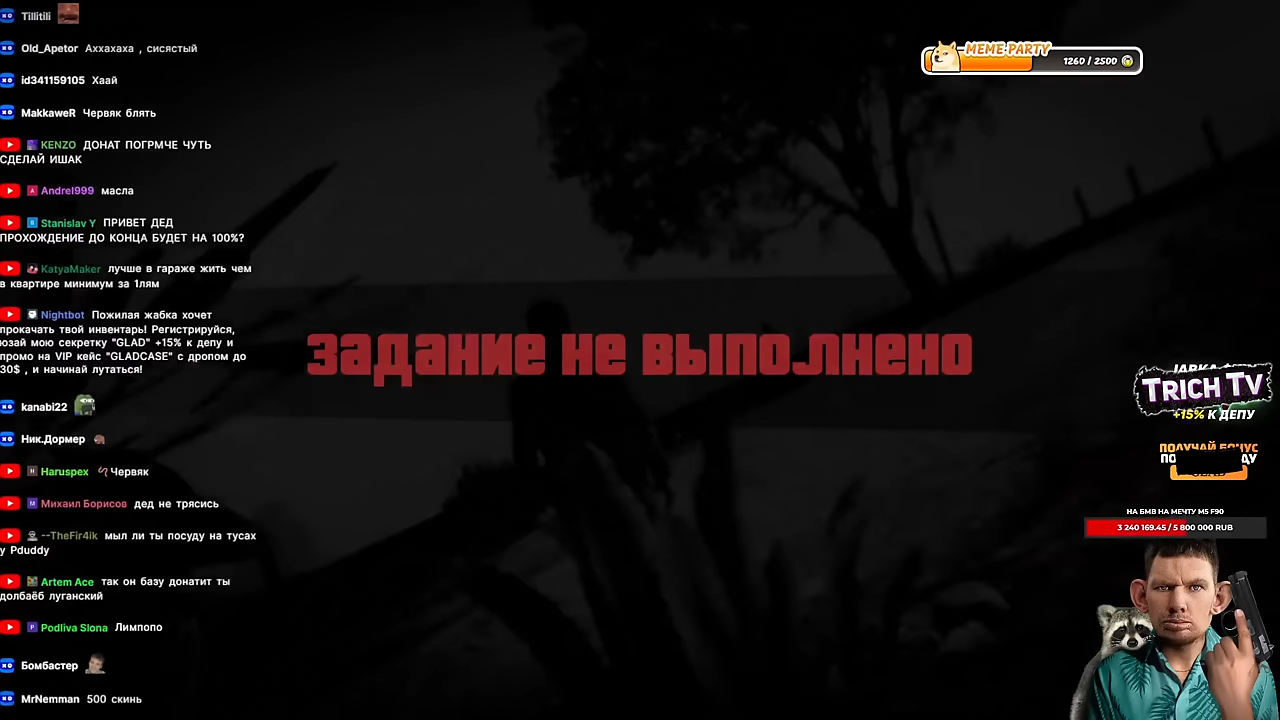 Tillitili
Old_Apetor Аххахаха , сисястый
id341159105 Хаай
MakkaweR Червяк блять
KENZO ДОНАТ ПОГРМЧЕ ЧУТЬ
СДЕЛАЙ ИШАК
Andrei999 масла
Stanislav Y ПРИВЕТ ДЕД
ПРОХОЖДЕНИЕ ДО КОНЦА БУДЕТ НА 100%?
KatyaMaker лучше в гараже жить чем
в квартире минимум за 1лям
Nightbot Пожилая жабка хочет
прокачать твой инвентарь! Регистрируйся,
юзай мою секретку "GLAD" +15% к депу и
промо на VIP кейс "GLADCASE" с дропом до
30$ , и начинай лутаться!
kanabi22
Ник.Дормер
Haruspex Червяк
Михаил Борисов дед не трясись
--TheFir4ik мыл ли ты посуду на тусах
у Pduddy
Artem Ace так он базу донатит ты
долбаёб луганский
Podliva Slona Лимпопо
Бомбастер
MrNemman 500 скинь
MEME PARTY
1260 / 2500
задание не выполнено
TRICH TV
+15% К ДЕПУ
ПОЛУЧАЙ БОНУС
ПО ДУ
НА БМВ НА МЕЧТУ M5 F90
3 240 169.45 / 5 800 000 RUB